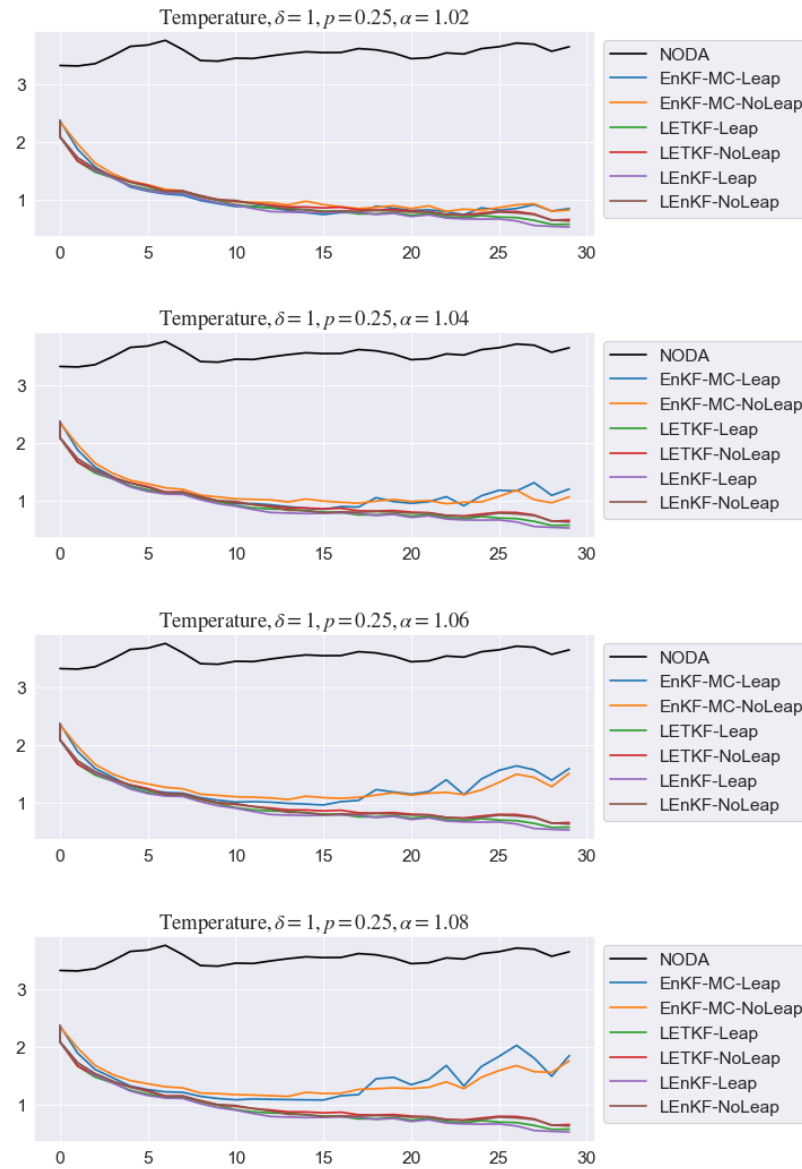 Temperature, δ = 1, p = 0.25, α = 1.02
3
2
1
0 5 10 15 20 25 30
NODA
EnKF-MC-Leap
EnKF-MC-NoLeap
LETKF-Leap
LETKF-NoLeap
LEnKF-Leap
LEnKF-NoLeap
Temperature, δ = 1, p = 0.25, α = 1.04
3
2
1
0 5 10 15 20 25 30
NODA
EnKF-MC-Leap
EnKF-MC-NoLeap
LETKF-Leap
LETKF-NoLeap
LEnKF-Leap
LEnKF-NoLeap
Temperature, δ = 1, p = 0.25, α = 1.06
3
2
1
0 5 10 15 20 25 30
NODA
EnKF-MC-Leap
EnKF-MC-NoLeap
LETKF-Leap
LETKF-NoLeap
LEnKF-Leap
LEnKF-NoLeap
Temperature, δ = 1, p = 0.25, α = 1.08
3
2
1
0 5 10 15 20 25 30
NODA
EnKF-MC-Leap
EnKF-MC-NoLeap
LETKF-Leap
LETKF-NoLeap
LEnKF-Leap
LEnKF-NoLeap